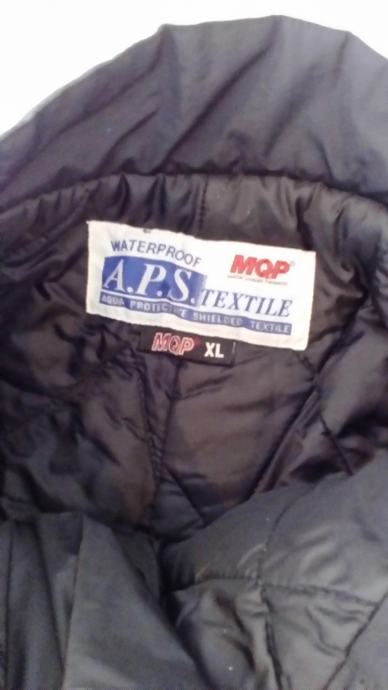 WATERPROOF
MQP®
A.P.S. TEXTILE
AQUA PROTECTIVE SHIELDED TEXTILE
MQP® XL